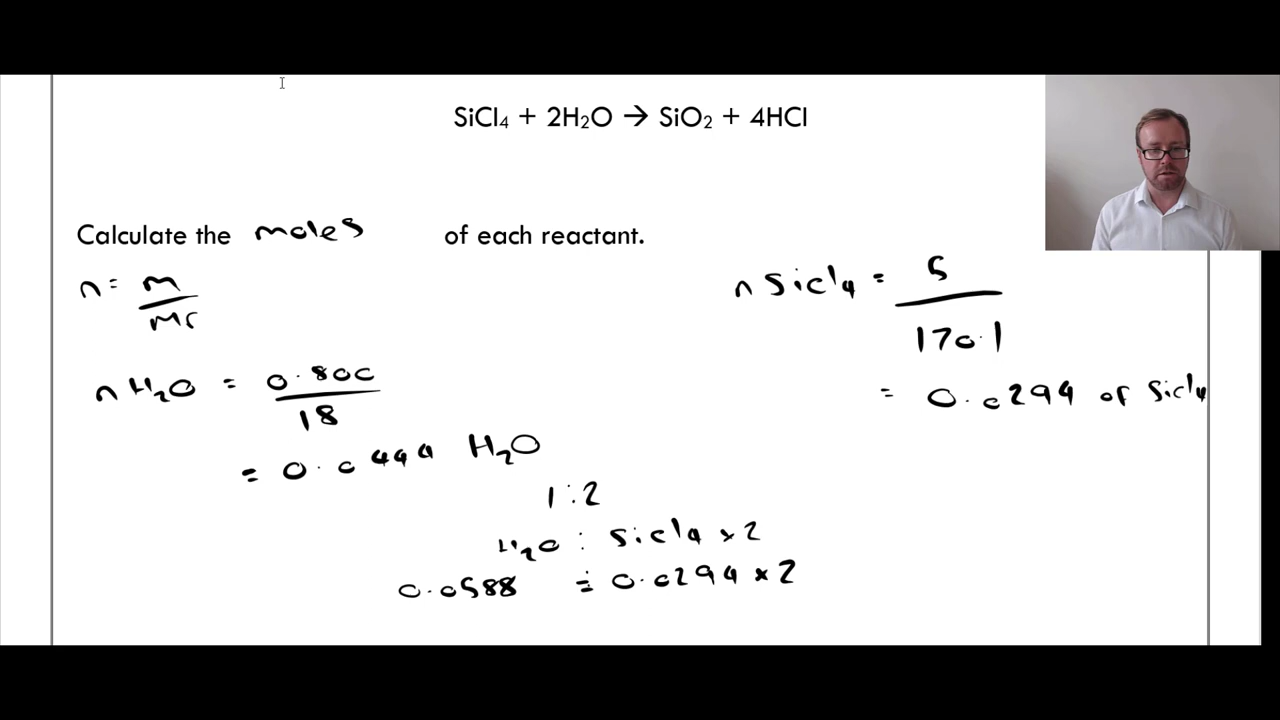 SiCl₄ + 2H₂O → SiO₂ + 4HCl
Calculate the moles of each reactant.
n = m / Mr
n SiCl4 = 5 / 170.1
= 0.0294 of SiCl4
n H₂O = 0.800 / 18
= 0.0444 H₂O
1 : 2
H₂O : SiCl4 × 2
0.0588 = 0.0294 × 2